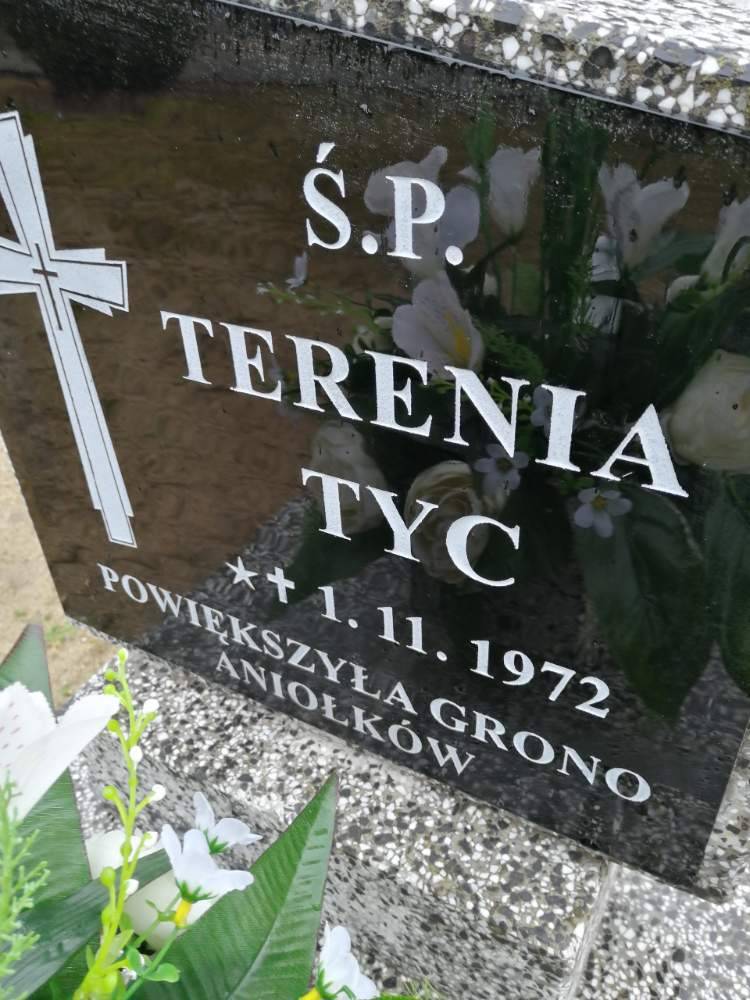 Ś.P.
TERENIA
TYC
★✝ 1. 11. 1972
POWIĘKSZYŁA GRONO
ANIOŁKÓW